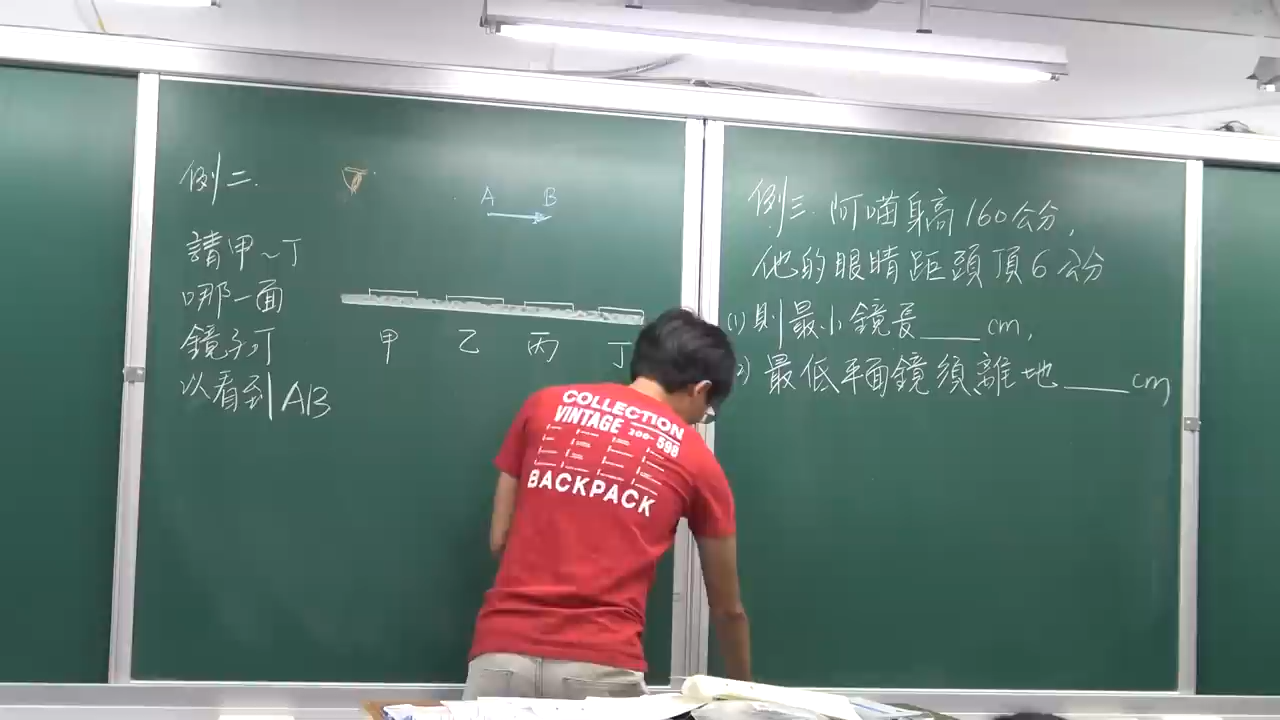 例二.
請甲~丁
哪一面
鏡子可
以看到AB
A B
甲 乙 丙 丁
例三. 阿喵身高160公分,
他的眼睛距頭頂6公分
(1) 則最小鏡長____cm,
(2) 最低平面鏡須離地____cm
COLLECTION
VINTAGE 200-598
BACKPACK